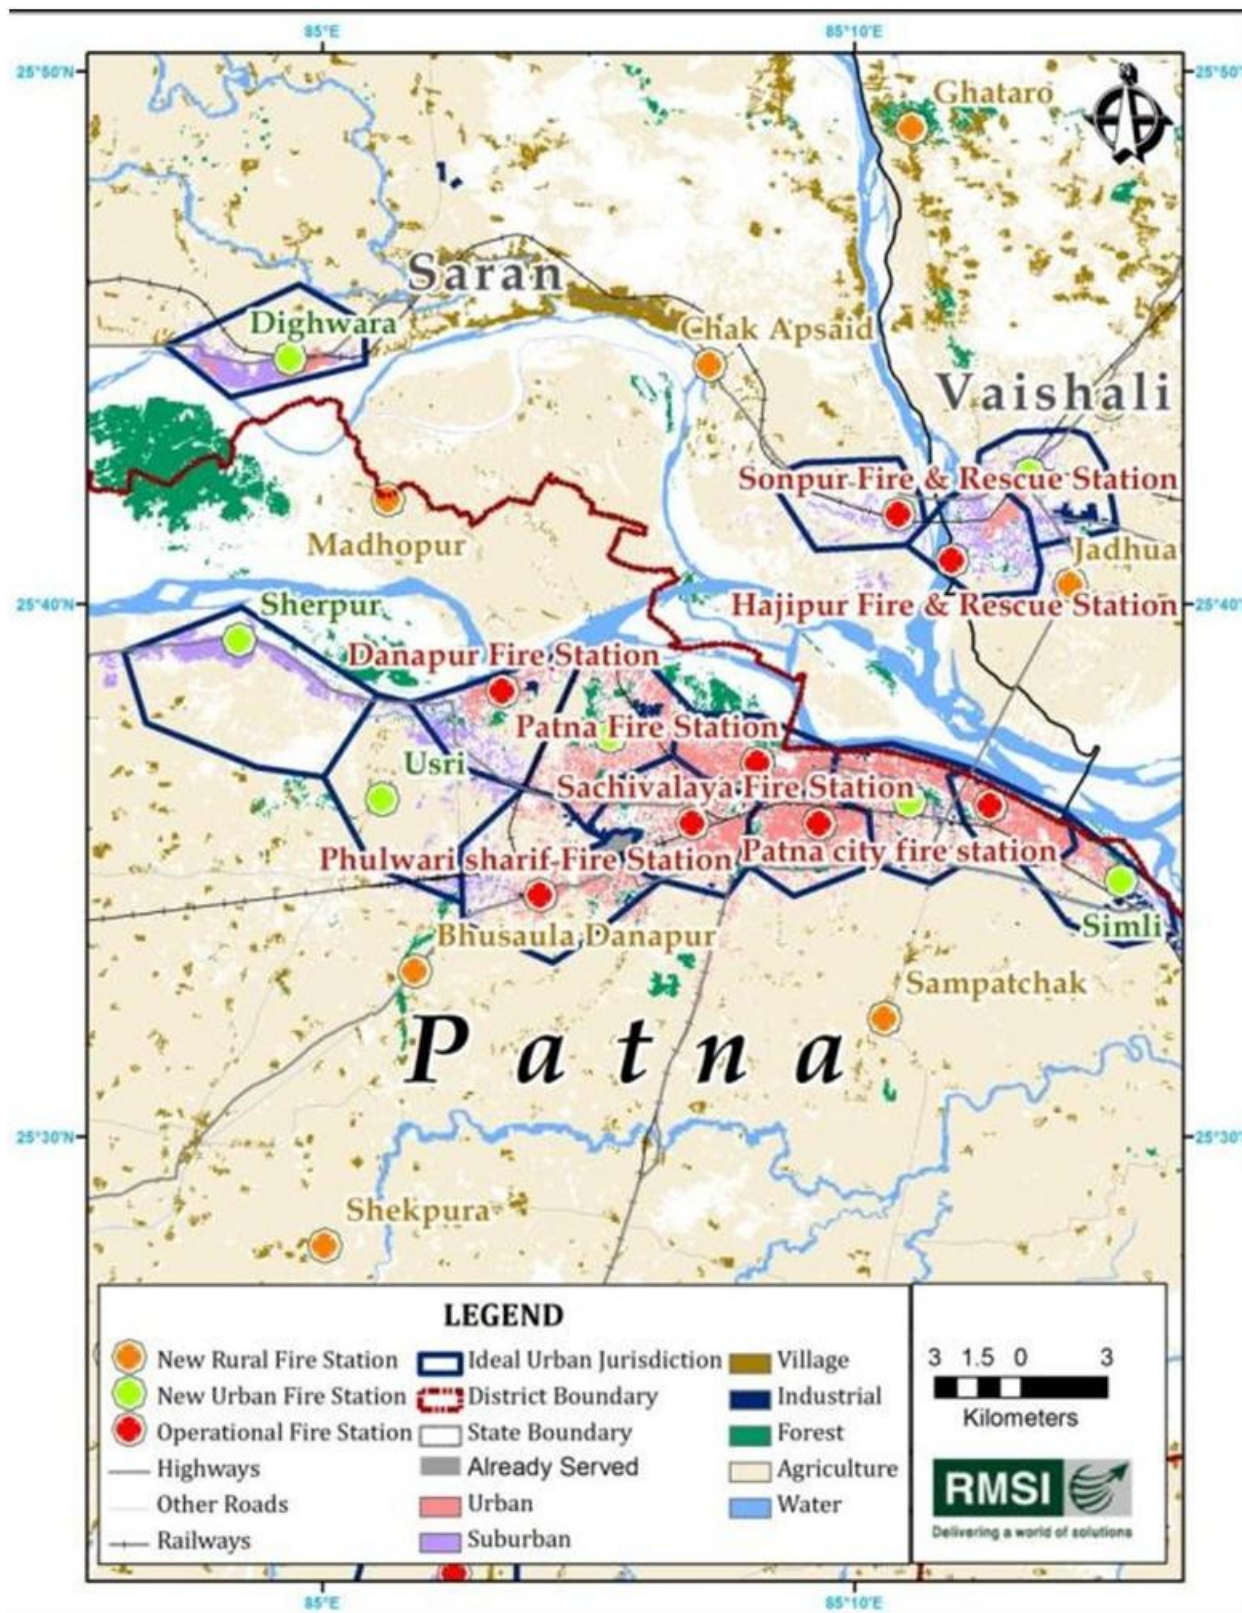 85°E
85°10'E
25°50'N
25°50'
Ghataro
Saran
Dighwara
Chak Apsaid
Vaishali
Sonpur Fire & Rescue Station
Madhopur
Jadhua
25°40'N
25°40'N
Sherpur
Hajipur Fire & Rescue Station
Danapur Fire Station
Patna Fire Station
Usri
Sachivalaya Fire Station
Phulwari sharif Fire Station
Patna city fire station
Simli
Bhusaula Danapur
Sampatchak
Patna
25°30'N
25°30'N
Shekpura
LEGEND
New Rural Fire Station
New Urban Fire Station
Operational Fire Station
Highways
Other Roads
Railways
Ideal Urban Jurisdiction
District Boundary
State Boundary
Already Served
Urban
Suburban
Village
Industrial
Forest
Agriculture
Water
3 1.5 0 3
Kilometers
RMSI
Delivering a world of solutions
85°E
85°10'E